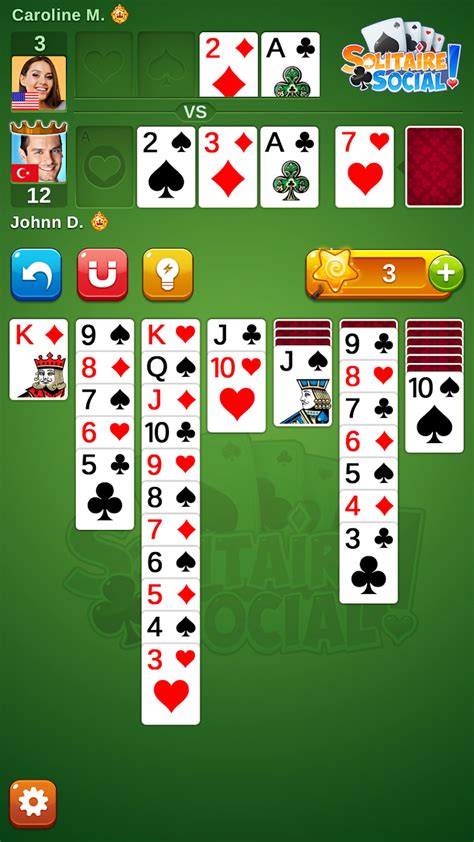 Caroline M.
3
2 A
SOLITAIRE
SOCIAL!
VS
A 2 3 A 7
12
Johnn D.
3 +
K 9 K J 9
8 Q 10 J 8 10
7 J 7
6 10 6
5 9 5
8 4
7 3
6
5
4
3
SOLITAIRE
SOCIAL!